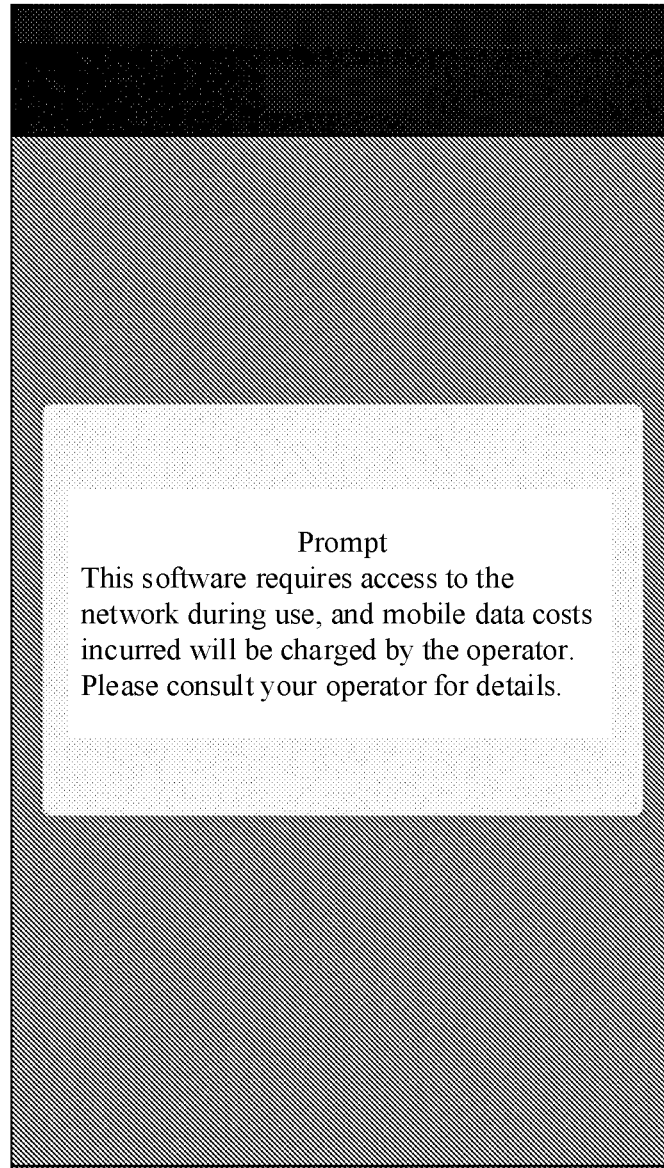 Prompt
This software requires access to the
network during use, and mobile data costs
incurred will be charged by the operator.
Please consult your operator for details.